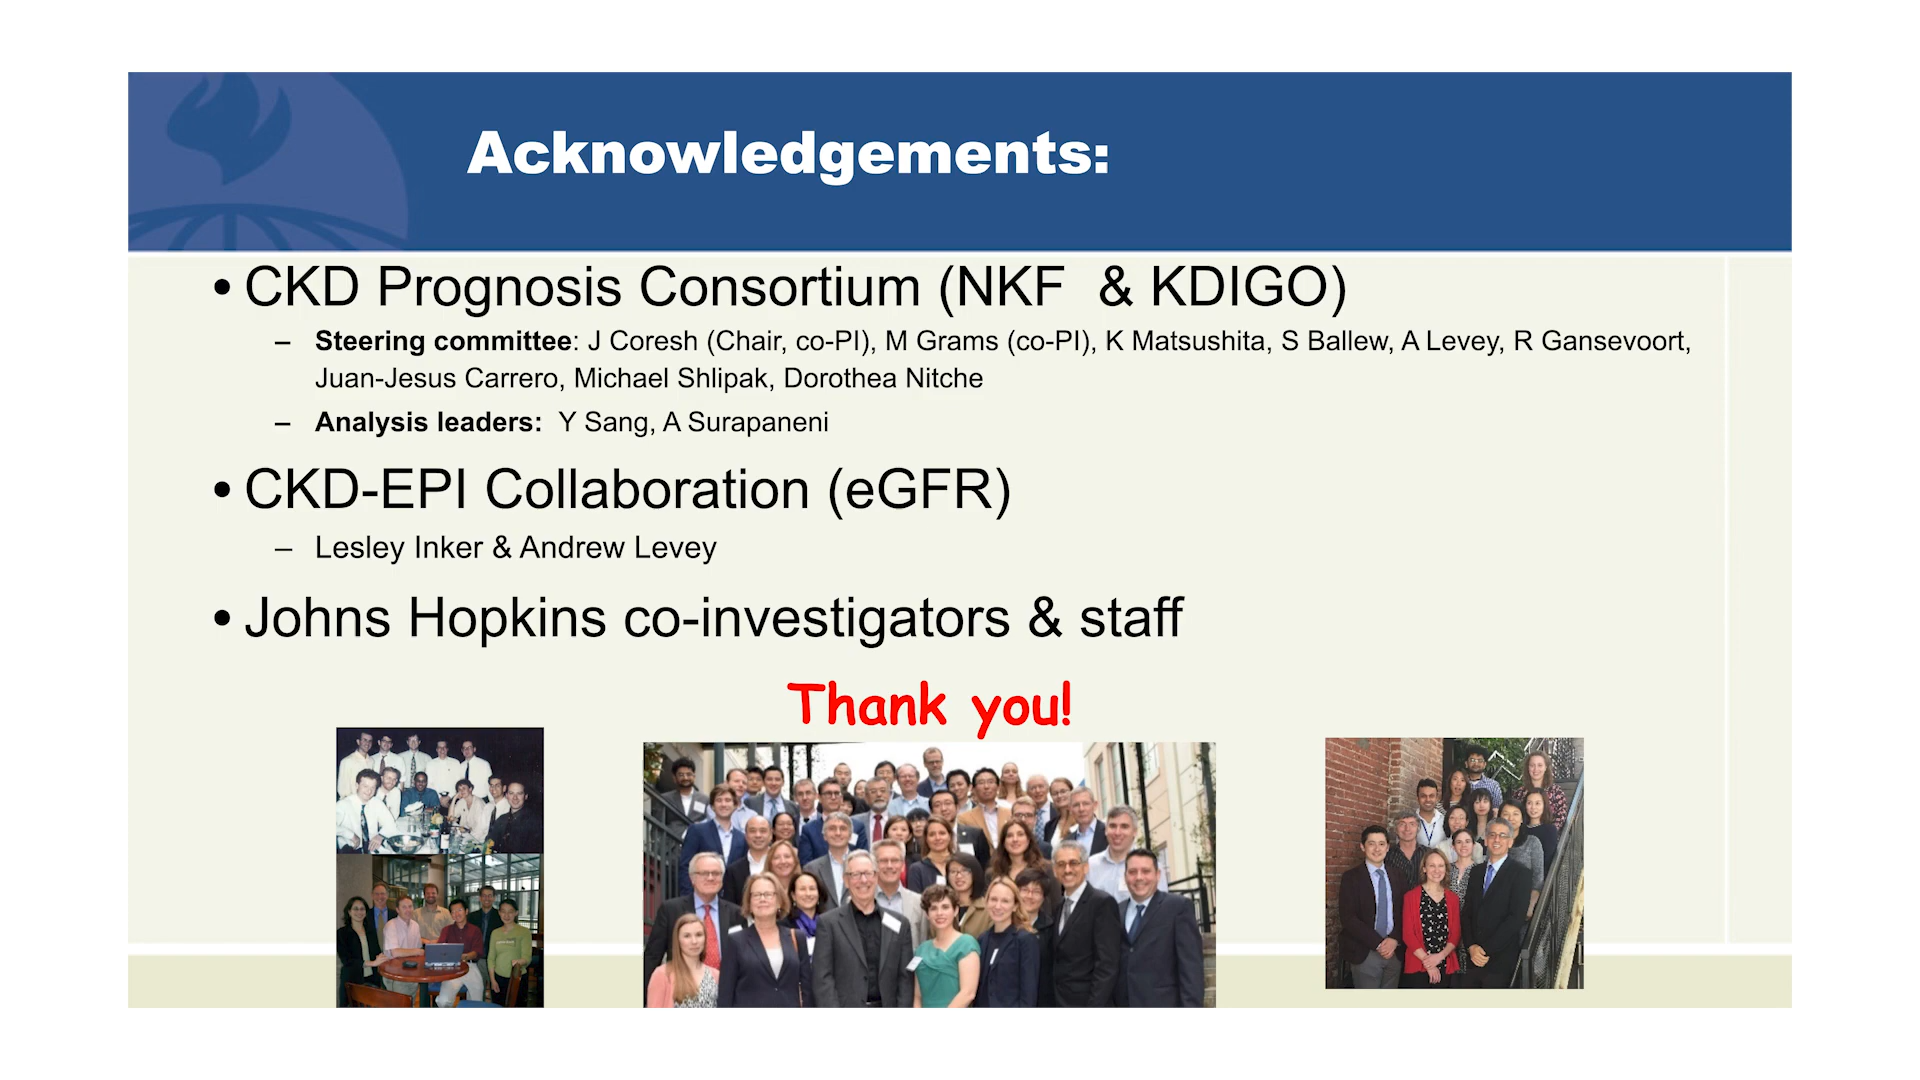 Acknowledgements:
• CKD Prognosis Consortium (NKF  & KDIGO)
– Steering committee: J Coresh (Chair, co-PI), M Grams (co-PI), K Matsushita, S Ballew, A Levey, R Gansevoort,
Juan-Jesus Carrero, Michael Shlipak, Dorothea Nitche
– Analysis leaders:  Y Sang, A Surapaneni
• CKD-EPI Collaboration (eGFR)
– Lesley Inker & Andrew Levey
• Johns Hopkins co-investigators & staff
Thank you!